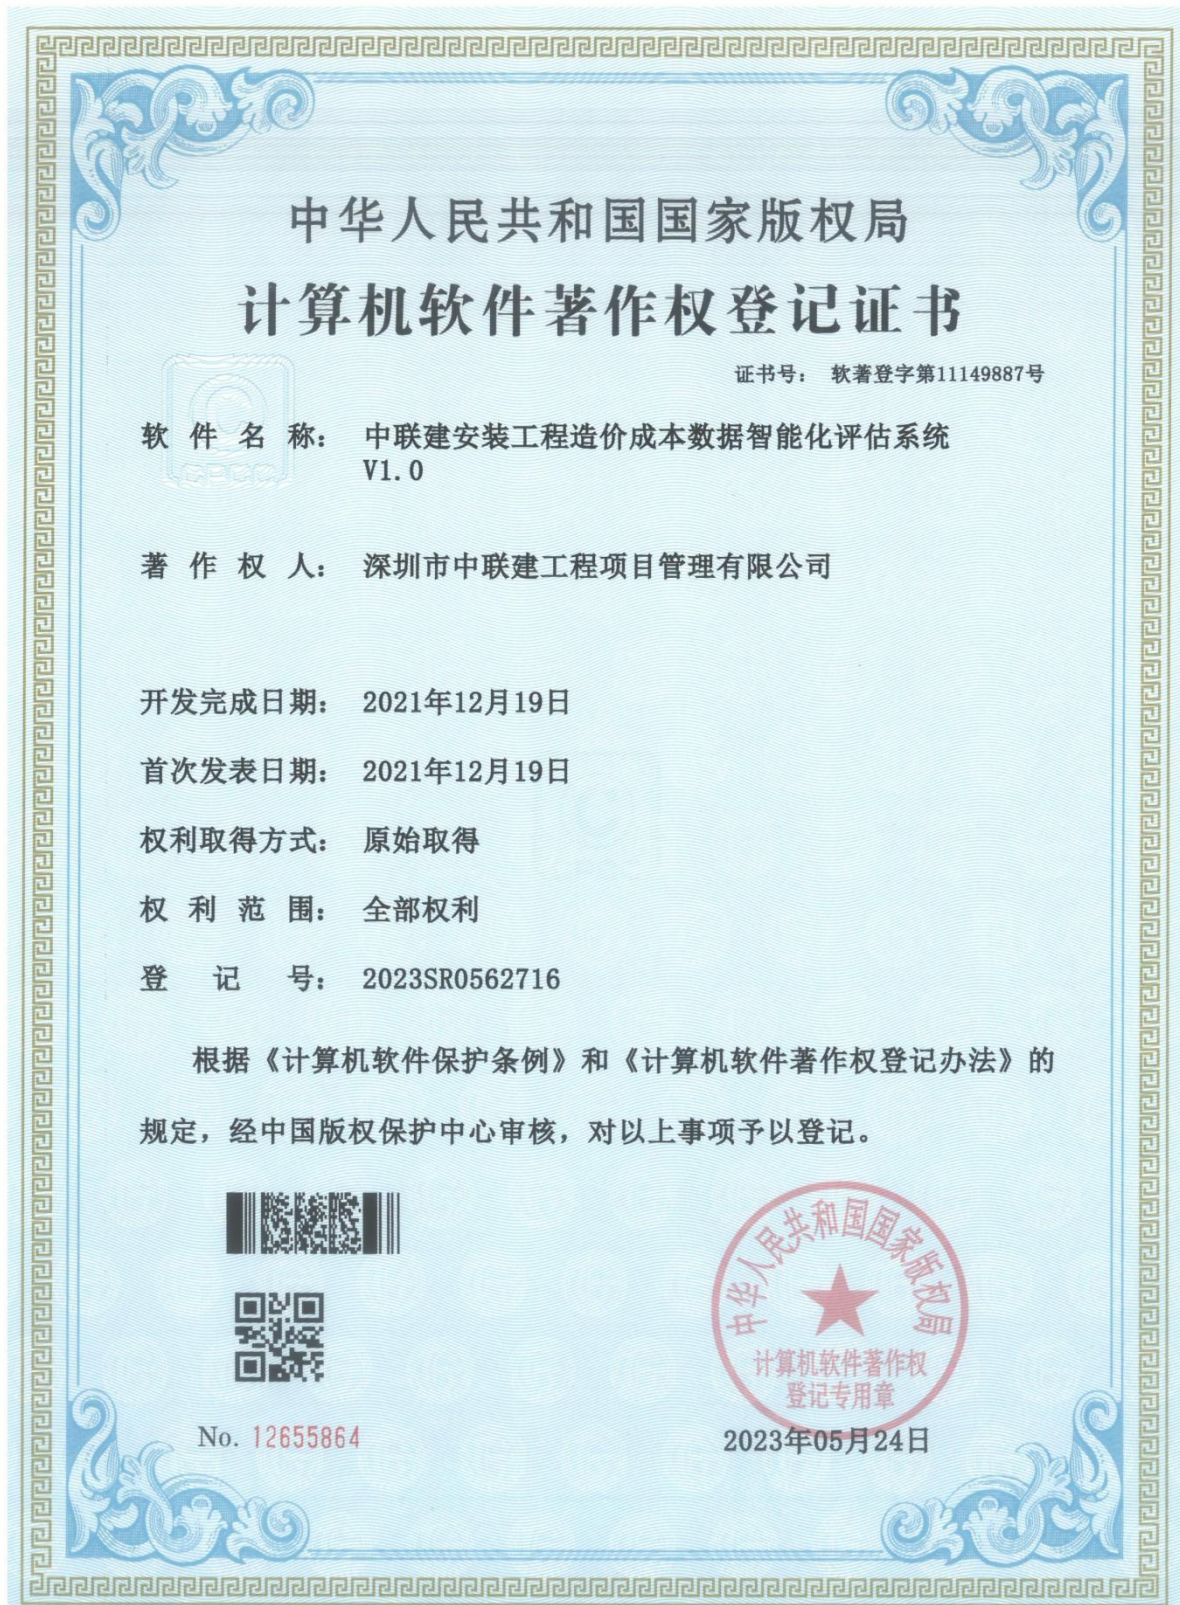 中华人民共和国国家版权局
计算机软件著作权登记证书
证书号： 软著登字第11149887号
软件名称： 中联建安装工程造价成本数据智能化评估系统
V1.0
著作权人： 深圳市中联建工程项目管理有限公司
开发完成日期： 2021年12月19日
首次发表日期： 2021年12月19日
权利取得方式： 原始取得
权利范围： 全部权利
登记号： 2023SR0562716
根据《计算机软件保护条例》和《计算机软件著作权登记办法》的
规定，经中国版权保护中心审核，对以上事项予以登记。
中华人民共和国国家版权局
计算机软件著作权
登记专用章
No. 12655864
2023年05月24日
CPCC